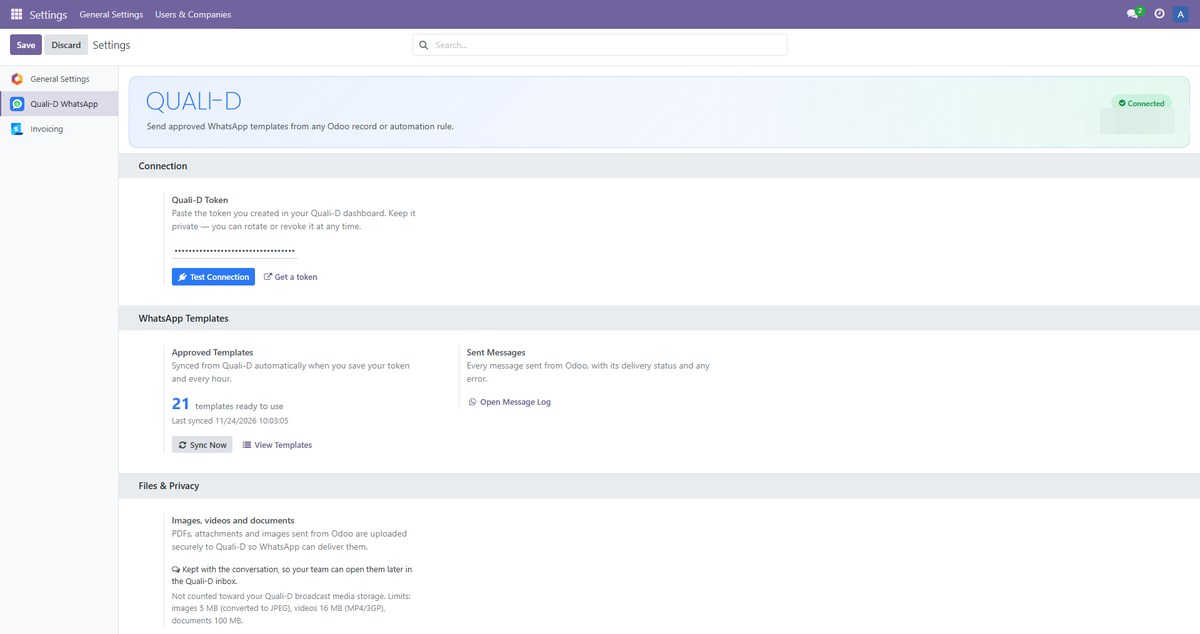 Settings General Settings Users & Companies 2 A
Save Discard Settings Search...
General Settings
Quali-D WhatsApp
Invoicing
QUALI-D
Send approved WhatsApp templates from any Odoo record or automation rule.
Connected
Connection
Quali-D Token
Paste the token you created in your Quali-D dashboard. Keep it
private — you can rotate or revoke it at any time.
Test Connection Get a token
WhatsApp Templates
Approved Templates
Synced from Quali-D automatically when you save your token
and every hour.
21 templates ready to use
Last synced 11/24/2026 10:03:05
Sync Now View Templates
Sent Messages
Every message sent from Odoo, with its delivery status and any
error.
Open Message Log
Files & Privacy
Images, videos and documents
PDFs, attachments and images sent from Odoo are uploaded
securely to Quali-D so WhatsApp can deliver them.
Kept with the conversation, so your team can open them later in
the Quali-D inbox.
Not counted toward your Quali-D broadcast media storage. Limits:
images 5 MB (converted to JPEG), videos 16 MB (MP4/3GP),
documents 100 MB.